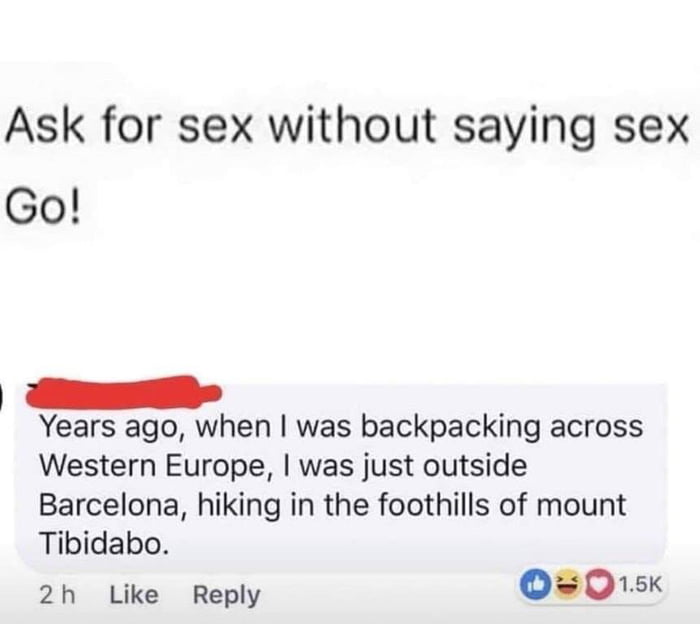 Ask for sex without saying sex
Go!
Years ago, when I was backpacking across
Western Europe, I was just outside
Barcelona, hiking in the foothills of mount
Tibidabo.
2 h Like Reply 1.5K